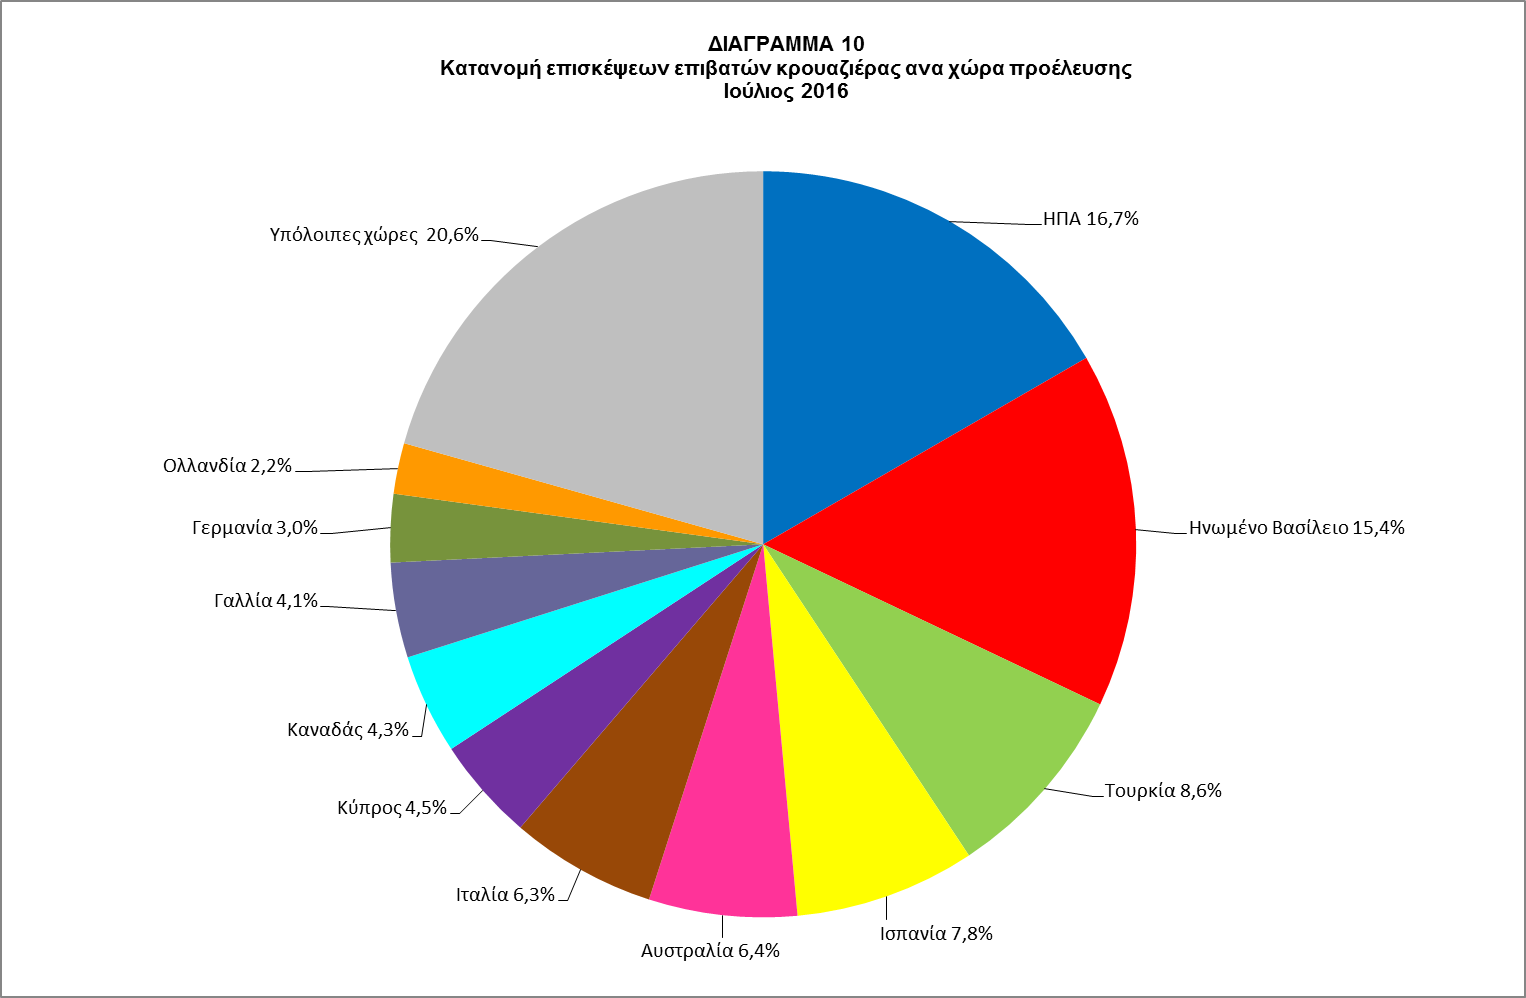 ΔΙΑΓΡΑΜΜΑ 10
Κατανομή επισκέψεων επιβατών κρουαζιέρας ανα χώρα προέλευσης
Ιούλιος 2016
ΗΠΑ 16,7%
Υπόλοιπες χώρες  20,6%
Ολλανδία 2,2%
Γερμανία 3,0%
Ηνωμένο Βασίλειο 15,4%
Γαλλία 4,1%
Καναδάς 4,3%
Τουρκία 8,6%
Κύπρος 4,5%
Ιταλία 6,3%
Ισπανία 7,8%
Αυστραλία 6,4%